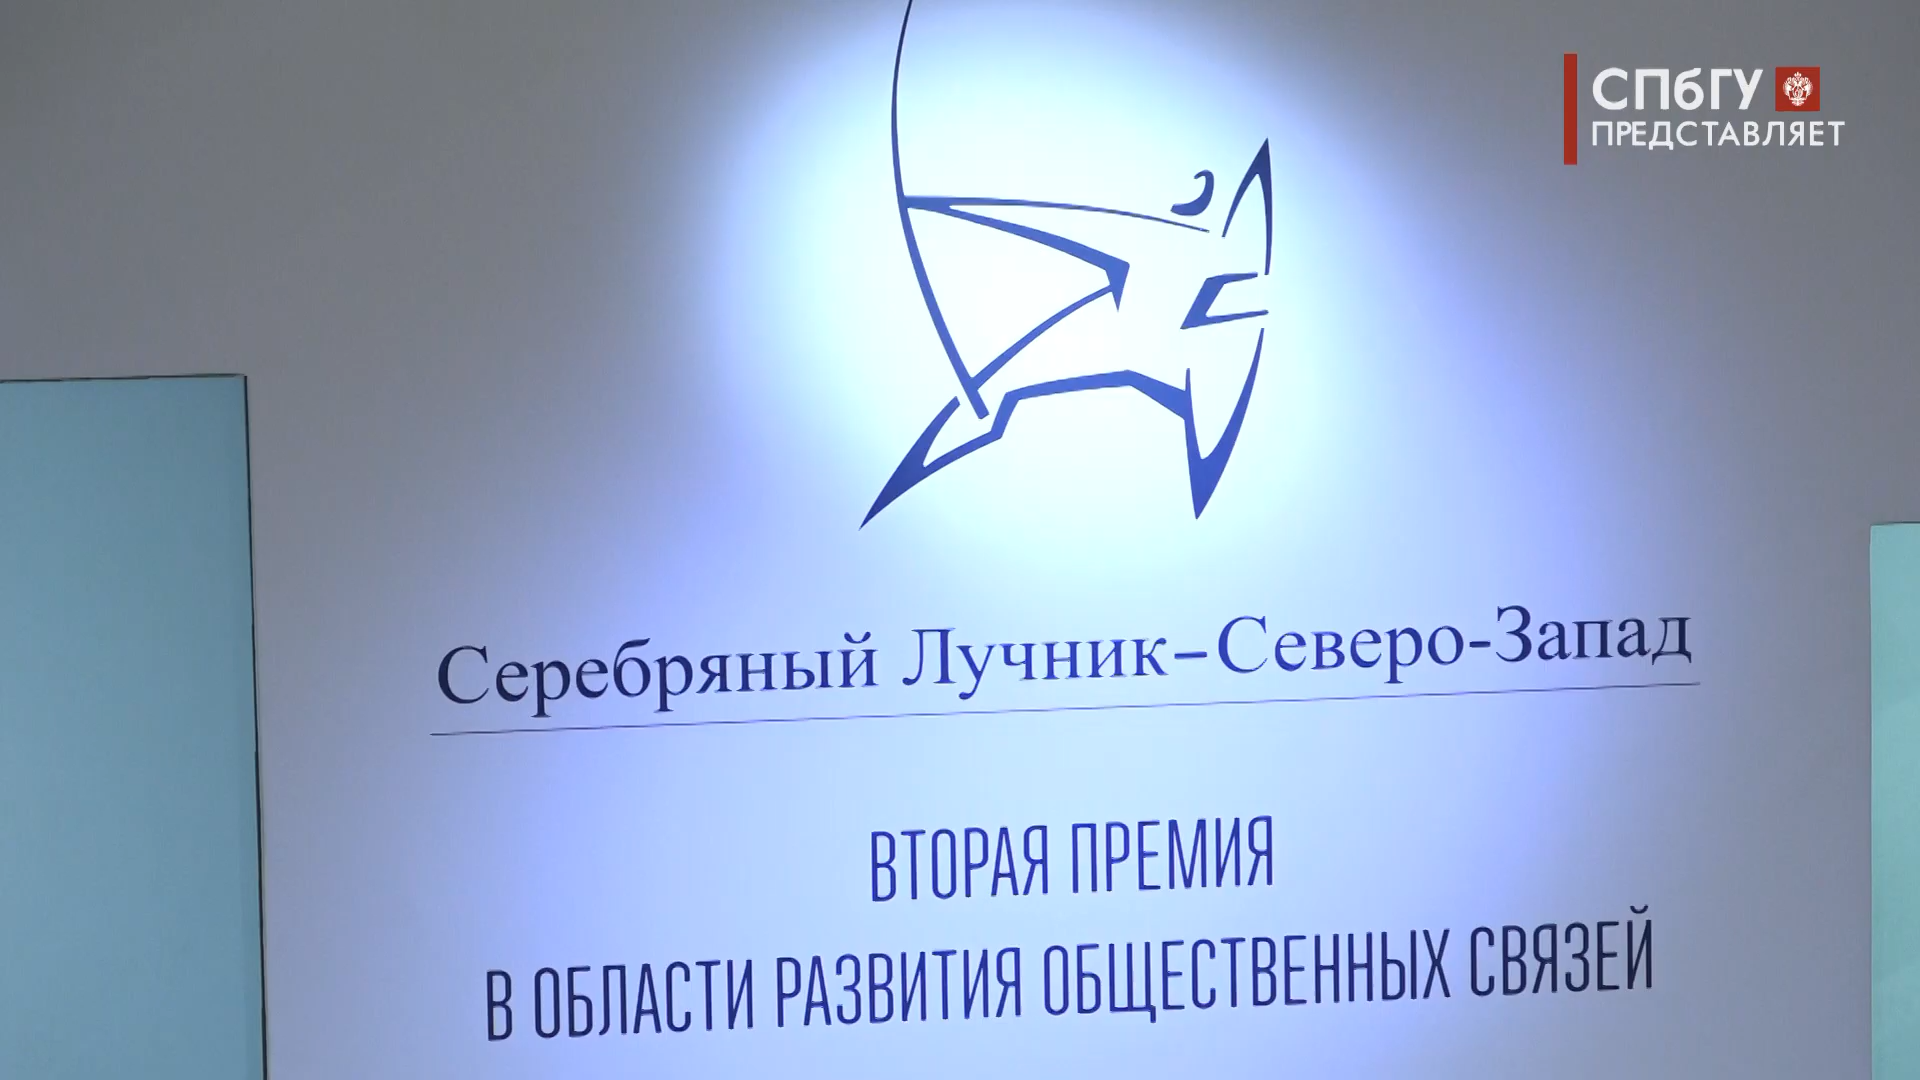 СПбГУ
ПРЕДСТАВЛЯЕТ
Серебряный Лучник–Северо-Запад
ВТОРАЯ ПРЕМИЯ
В ОБЛАСТИ РАЗВИТИЯ ОБЩЕСТВЕННЫХ СВЯЗЕЙ